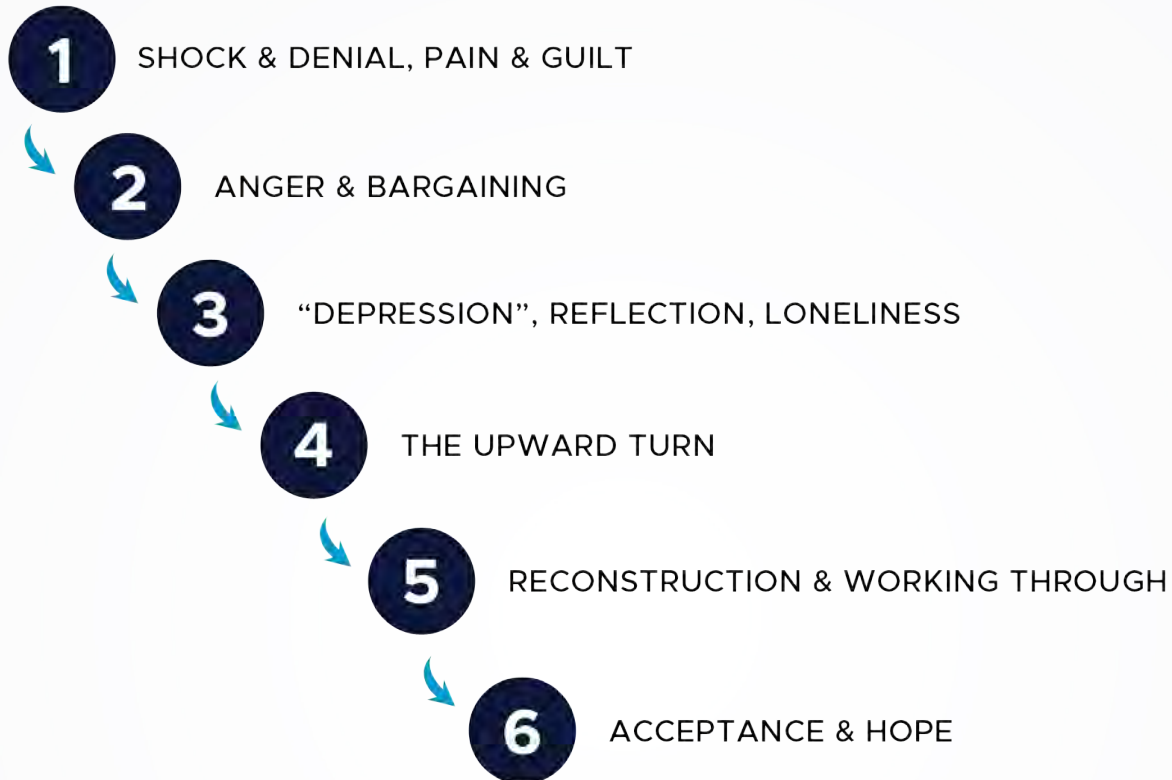 1 SHOCK & DENIAL, PAIN & GUILT
2 ANGER & BARGAINING
3 “DEPRESSION”, REFLECTION, LONELINESS
4 THE UPWARD TURN
5 RECONSTRUCTION & WORKING THROUGH
6 ACCEPTANCE & HOPE